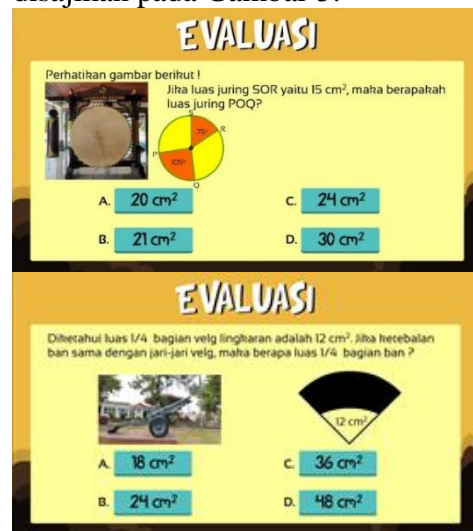 EVALUASI
Perhatikan gambar berikut !
Jika luas juring SOR yaitu 15 cm², maka berapakah
luas juring POQ?
S
75°
R
P
105°
Q
A. 20 cm²
C. 24 cm²
B. 21 cm²
D. 30 cm²
EVALUASI
Diketahui luas 1/4 bagian velg lingkaran adalah 12 cm². Jika ketebalan
ban sama dengan jari-jari velg, maka berapa luas 1/4 bagian ban ?
12 cm²
A. 18 cm²
C. 36 cm²
B. 24 cm²
D. 48 cm²